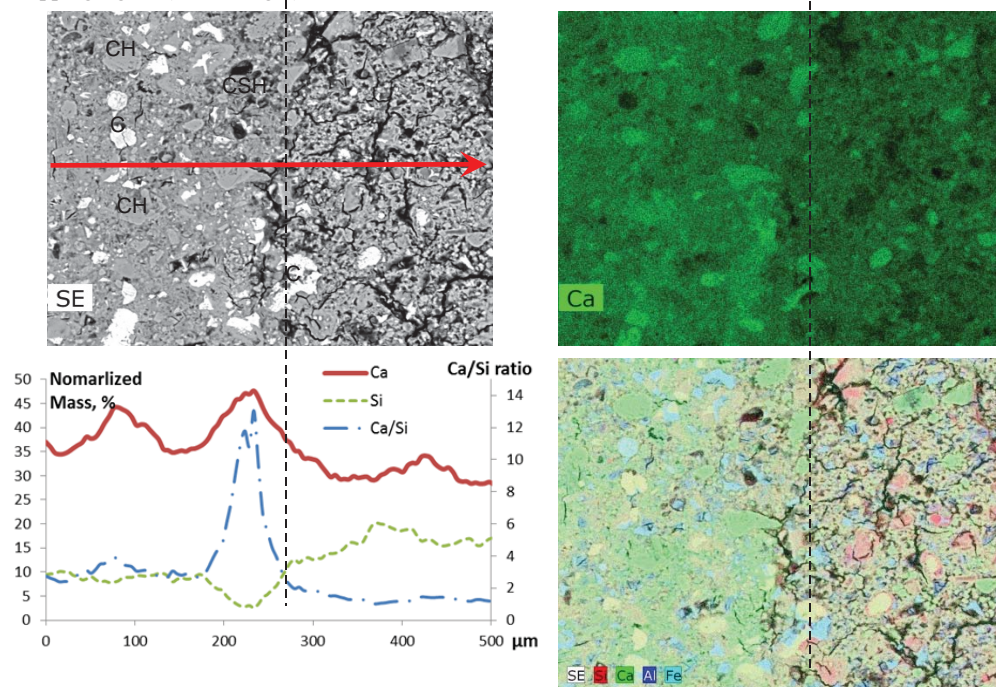 CH
CSH
C
CH
C
SE
Ca
50
45
40
35
30
25
20
15
10
5
0
Nomarlized
Mass, %
Ca
Si
Ca/Si
Ca/Si ratio
14
12
10
8
6
4
2
0
0 100 200 300 400 500 µm
SE Si Ca Al Fe